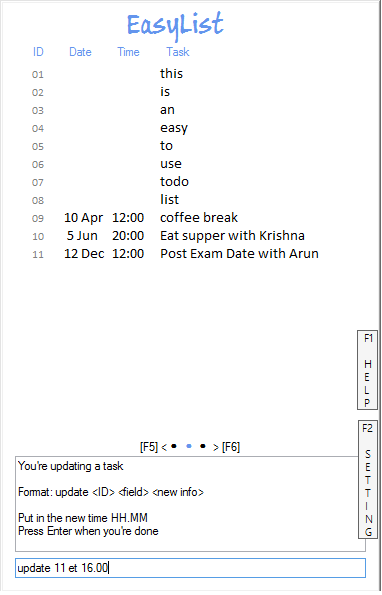 EasyList
ID Date Time Task
01 this
02 is
03 an
04 easy
05 to
06 use
07 todo
08 list
09 10 Apr 12:00 coffee break
10 5 Jun 20:00 Eat supper with Krishna
11 12 Dec 12:00 Post Exam Date with Arun
F1
HELP
F2
SETTING
[F5] < • • • > [F6]
You're updating a task
Format: update <ID> <field> <new info>
Put in the new time HH.MM
Press Enter when you're done
update 11 et 16.00